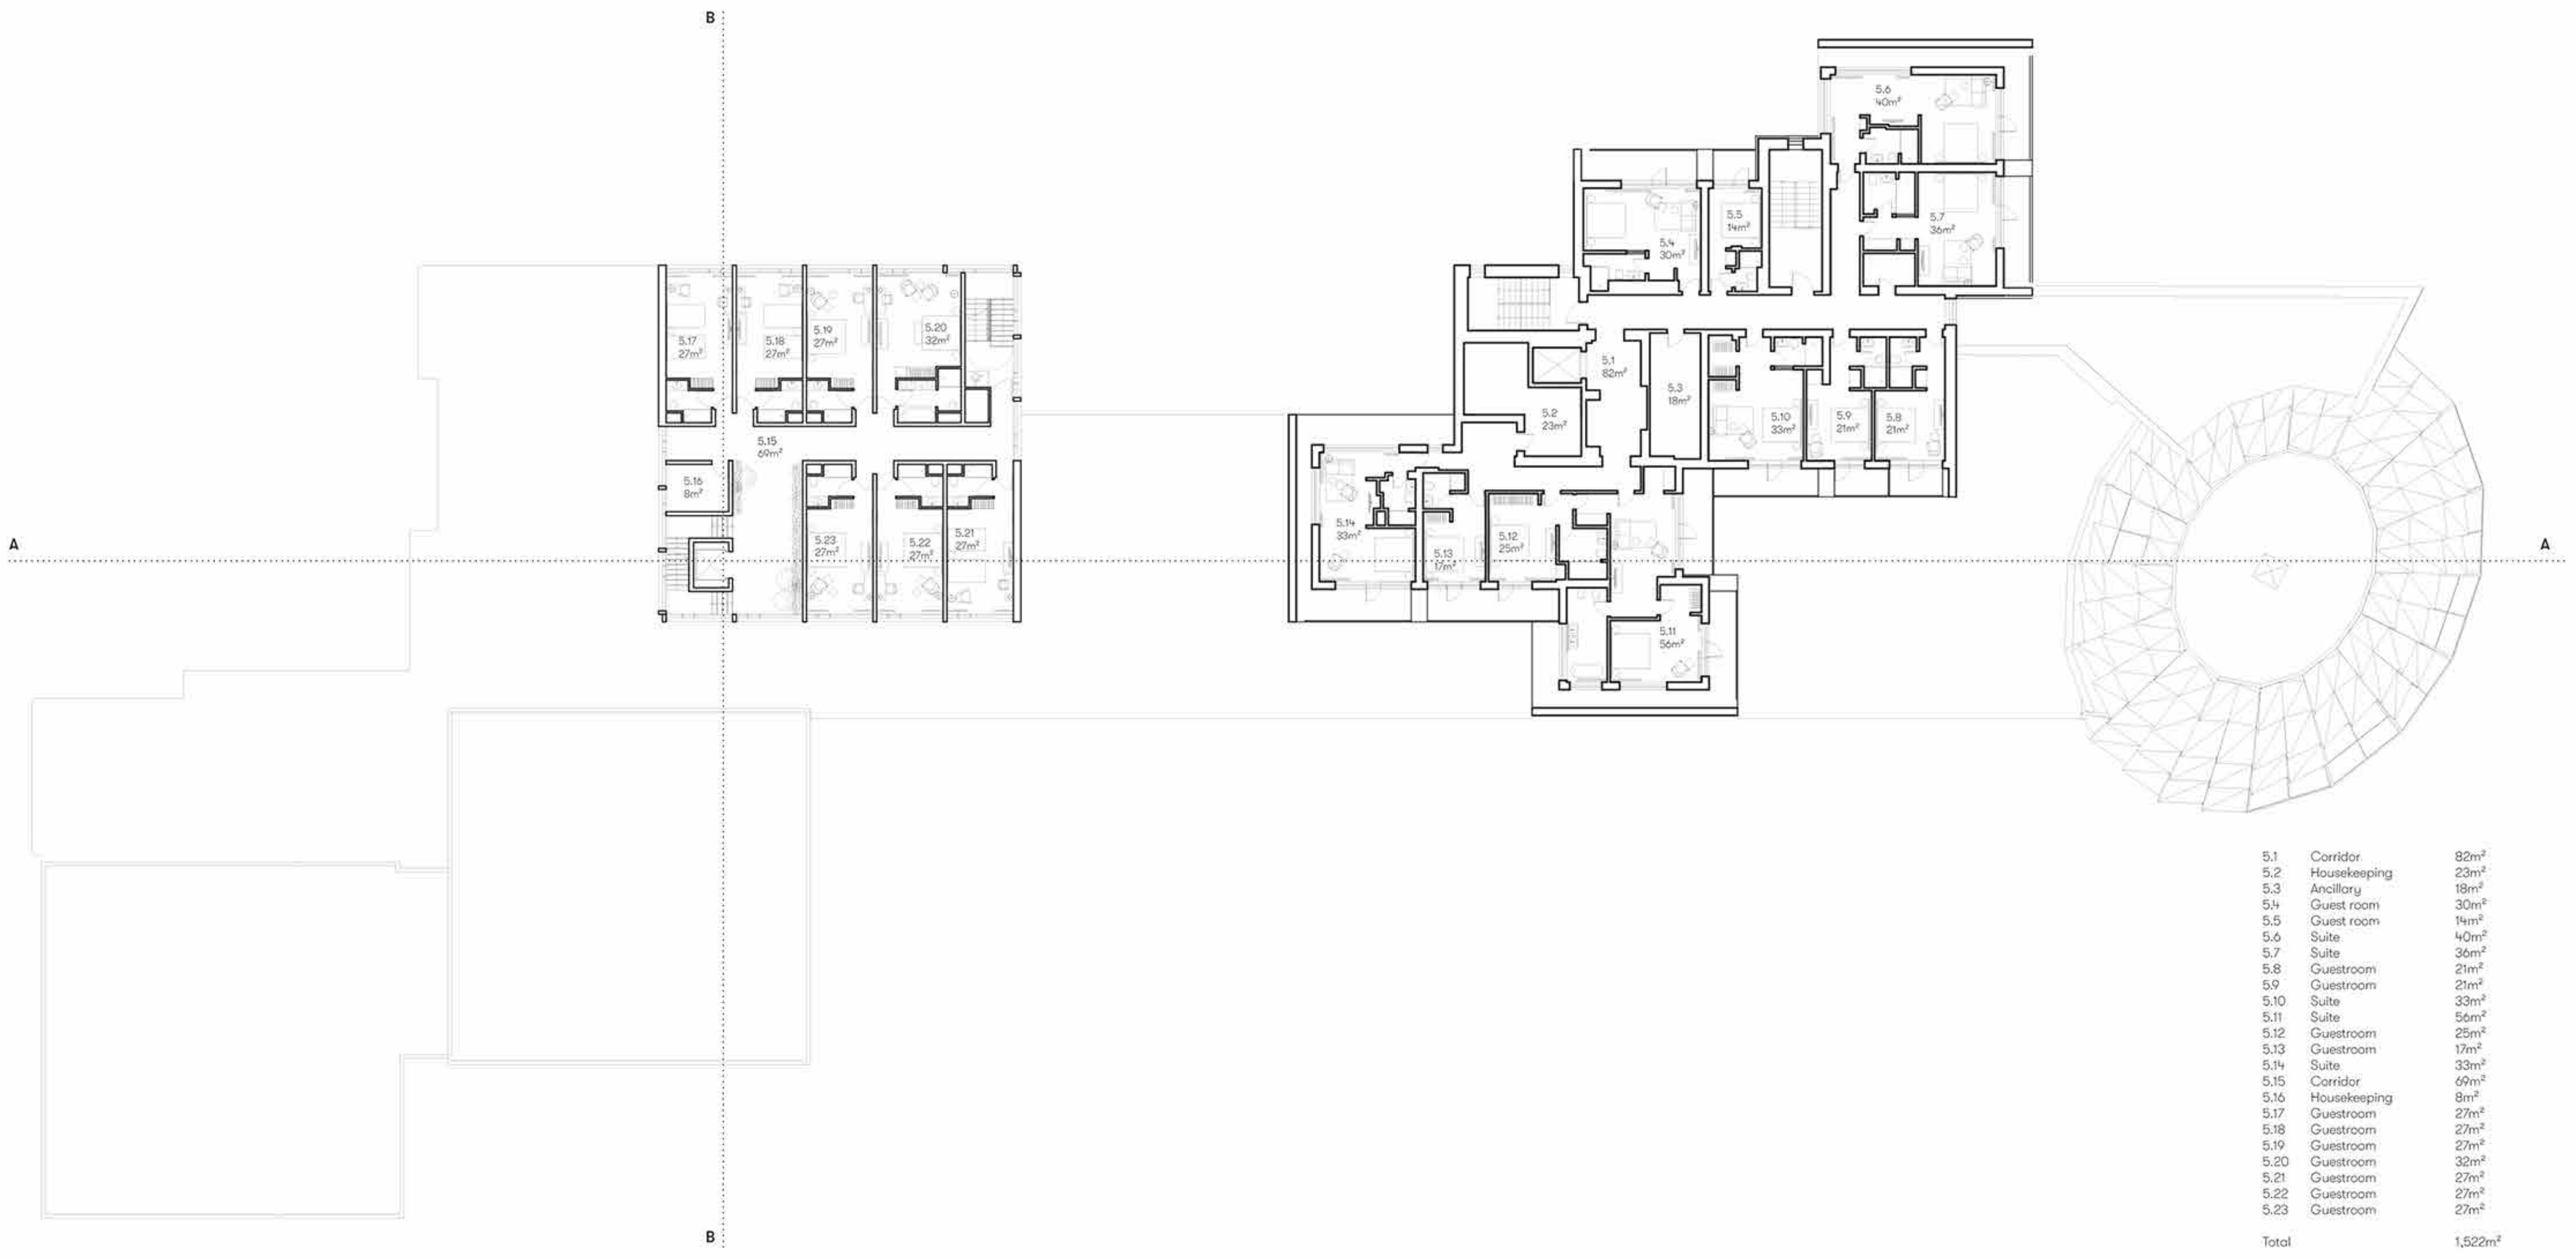 B
5.6
40m²
5.5
14m²
5.7
36m²
5.4
30m²
5.17
27m²
5.18
27m²
5.19
27m²
5.20
32m²
5.1
82m²
5.3
18m²
5.2
23m²
5.10
33m²
5.9
21m²
5.8
21m²
5.15
69m²
5.16
8m²
5.14
33m²
5.13
17m²
5.12
25m²
5.23
27m²
5.22
27m²
5.21
27m²
A
A
5.11
56m²
5.1 Corridor 82m²
5.2 Housekeeping 23m²
5.3 Ancillary 18m²
5.4 Guest room 30m²
5.5 Guest room 14m²
5.6 Suite 40m²
5.7 Suite 36m²
5.8 Guestroom 21m²
5.9 Guestroom 21m²
5.10 Suite 33m²
5.11 Suite 56m²
5.12 Guestroom 25m²
5.13 Guestroom 17m²
5.14 Suite 33m²
5.15 Corridor 69m²
5.16 Housekeeping 8m²
5.17 Guestroom 27m²
5.18 Guestroom 27m²
5.19 Guestroom 27m²
5.20 Guestroom 32m²
5.21 Guestroom 27m²
5.22 Guestroom 27m²
5.23 Guestroom 27m²
Total 1,522m²
B